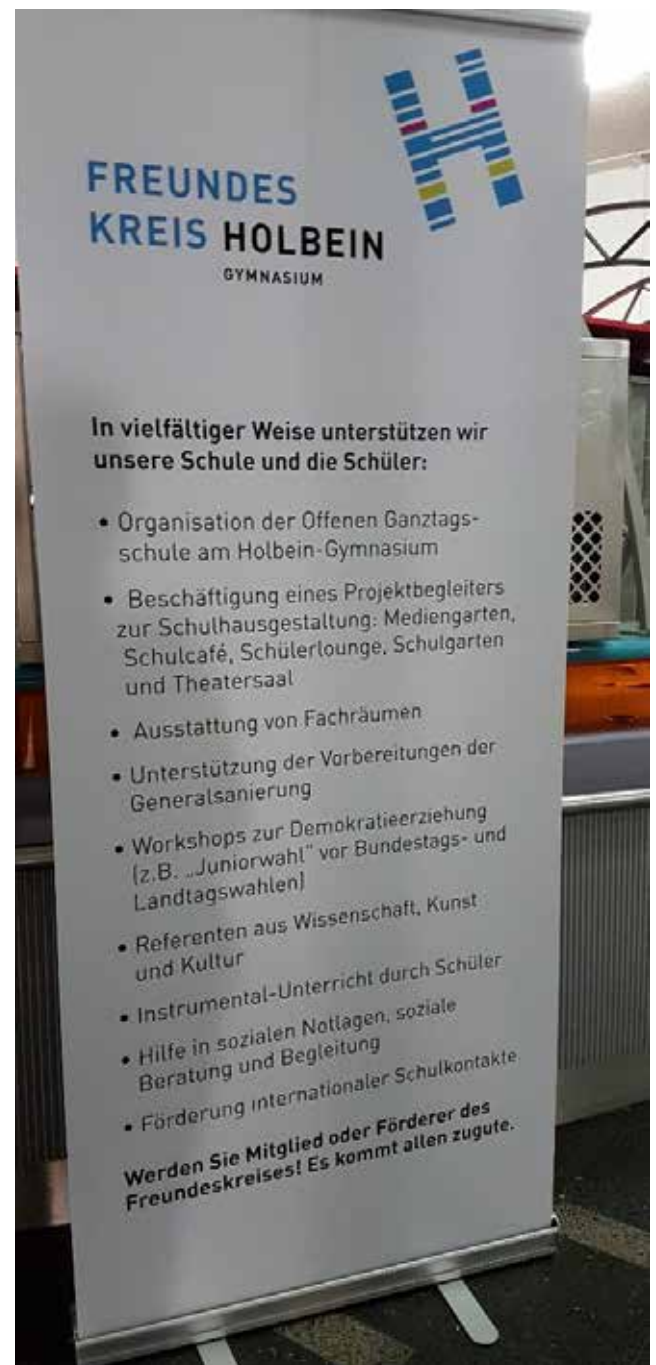 FREUNDES
KREIS HOLBEIN
GYMNASIUM
In vielfältiger Weise unterstützen wir
unsere Schule und die Schüler:
• Organisation der Offenen Ganztags-
schule am Holbein-Gymnasium
• Beschäftigung eines Projektbegleiters
zur Schulhausgestaltung: Mediengarten,
Schulcafé, Schülerlounge, Schulgarten
und Theatersaal
• Ausstattung von Fachräumen
• Unterstützung der Vorbereitungen der
Generalsanierung
• Workshops zur Demokratieerziehung
(z.B. „Juniorwahl“ vor Bundestags- und
Landtagswahlen)
• Referenten aus Wissenschaft, Kunst
und Kultur
• Instrumental-Unterricht durch Schüler
• Hilfe in sozialen Notlagen, soziale
Beratung und Begleitung
• Förderung internationaler Schulkontakte
Werden Sie Mitglied oder Förderer des
Freundeskreises! Es kommt allen zugute.